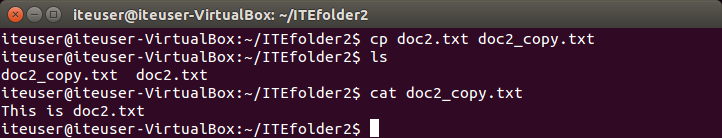 iteuser@iteuser-VirtualBox: ~/ITEfolder2
iteuser@iteuser-VirtualBox:~/ITEfolder2$ cp doc2.txt doc2_copy.txt
iteuser@iteuser-VirtualBox:~/ITEfolder2$ ls
doc2_copy.txt  doc2.txt
iteuser@iteuser-VirtualBox:~/ITEfolder2$ cat doc2_copy.txt
This is doc2.txt
iteuser@iteuser-VirtualBox:~/ITEfolder2$